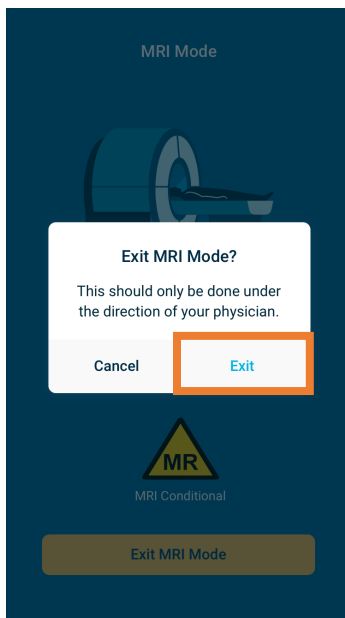 MRI Mode
Exit MRI Mode?
This should only be done under
the direction of your physician.
Cancel
Exit
MR
MRI Conditional
Exit MRI Mode